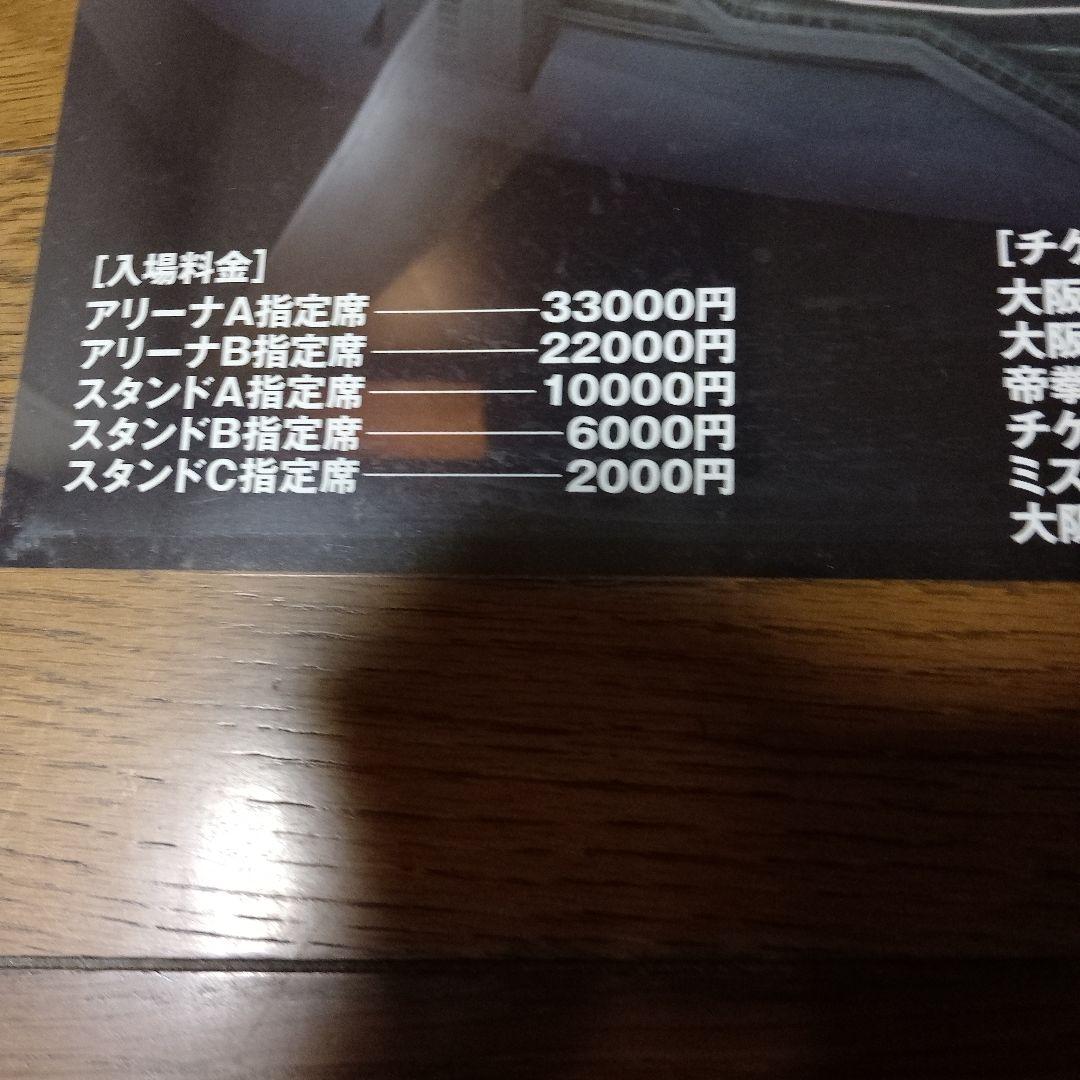 [入場料金]
アリーナA指定席 33000円
アリーナB指定席 22000円
スタンドA指定席 10000円
スタンドB指定席 6000円
スタンドC指定席 2000円
[チケ
大阪
大阪
帝拳
チケ
ミズ
大阪